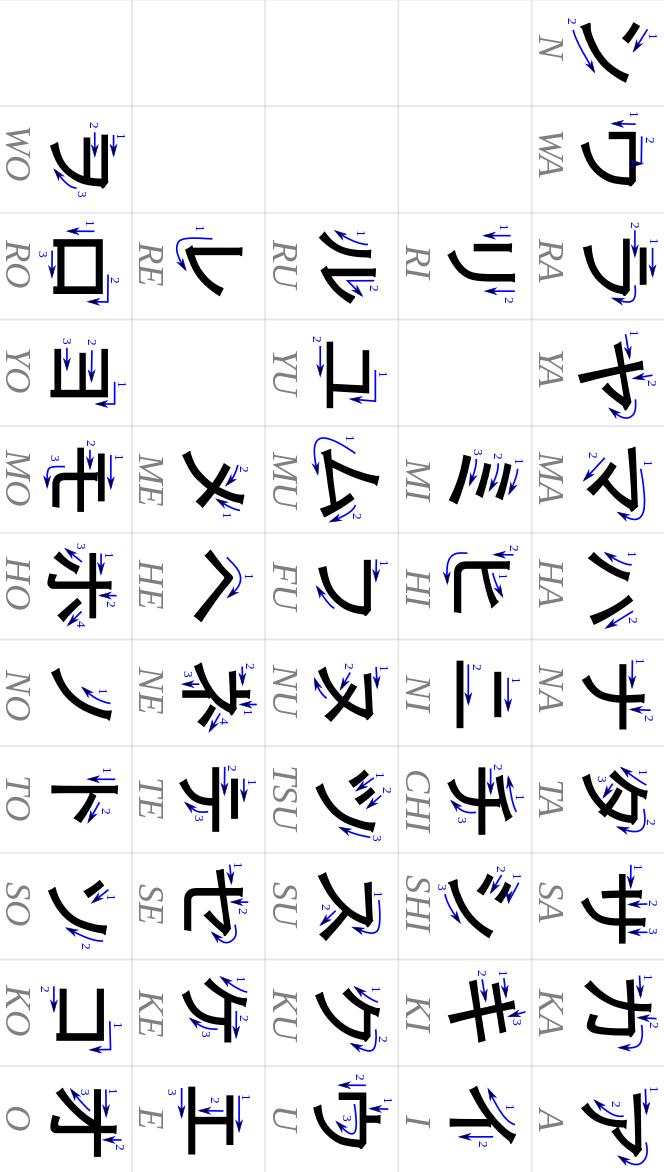 ン ワ ラ ヤ マ ハ ナ タ サ カ ア
N WA RA YA MA HA NA TA SA KA A
リ ミ ヒ ニ チ シ キ イ
RI MI HI NI CHI SHI KI I
ル ユ ム フ ヌ ツ ス ク ウ
RU YU MU FU NU TSU SU KU U
レ メ ヘ ネ テ セ ケ エ
RE ME HE NE TE SE KE E
ヲ ロ ヨ モ ホ ノ ト ソ コ オ
WO RO YO MO HO NO TO SO KO O